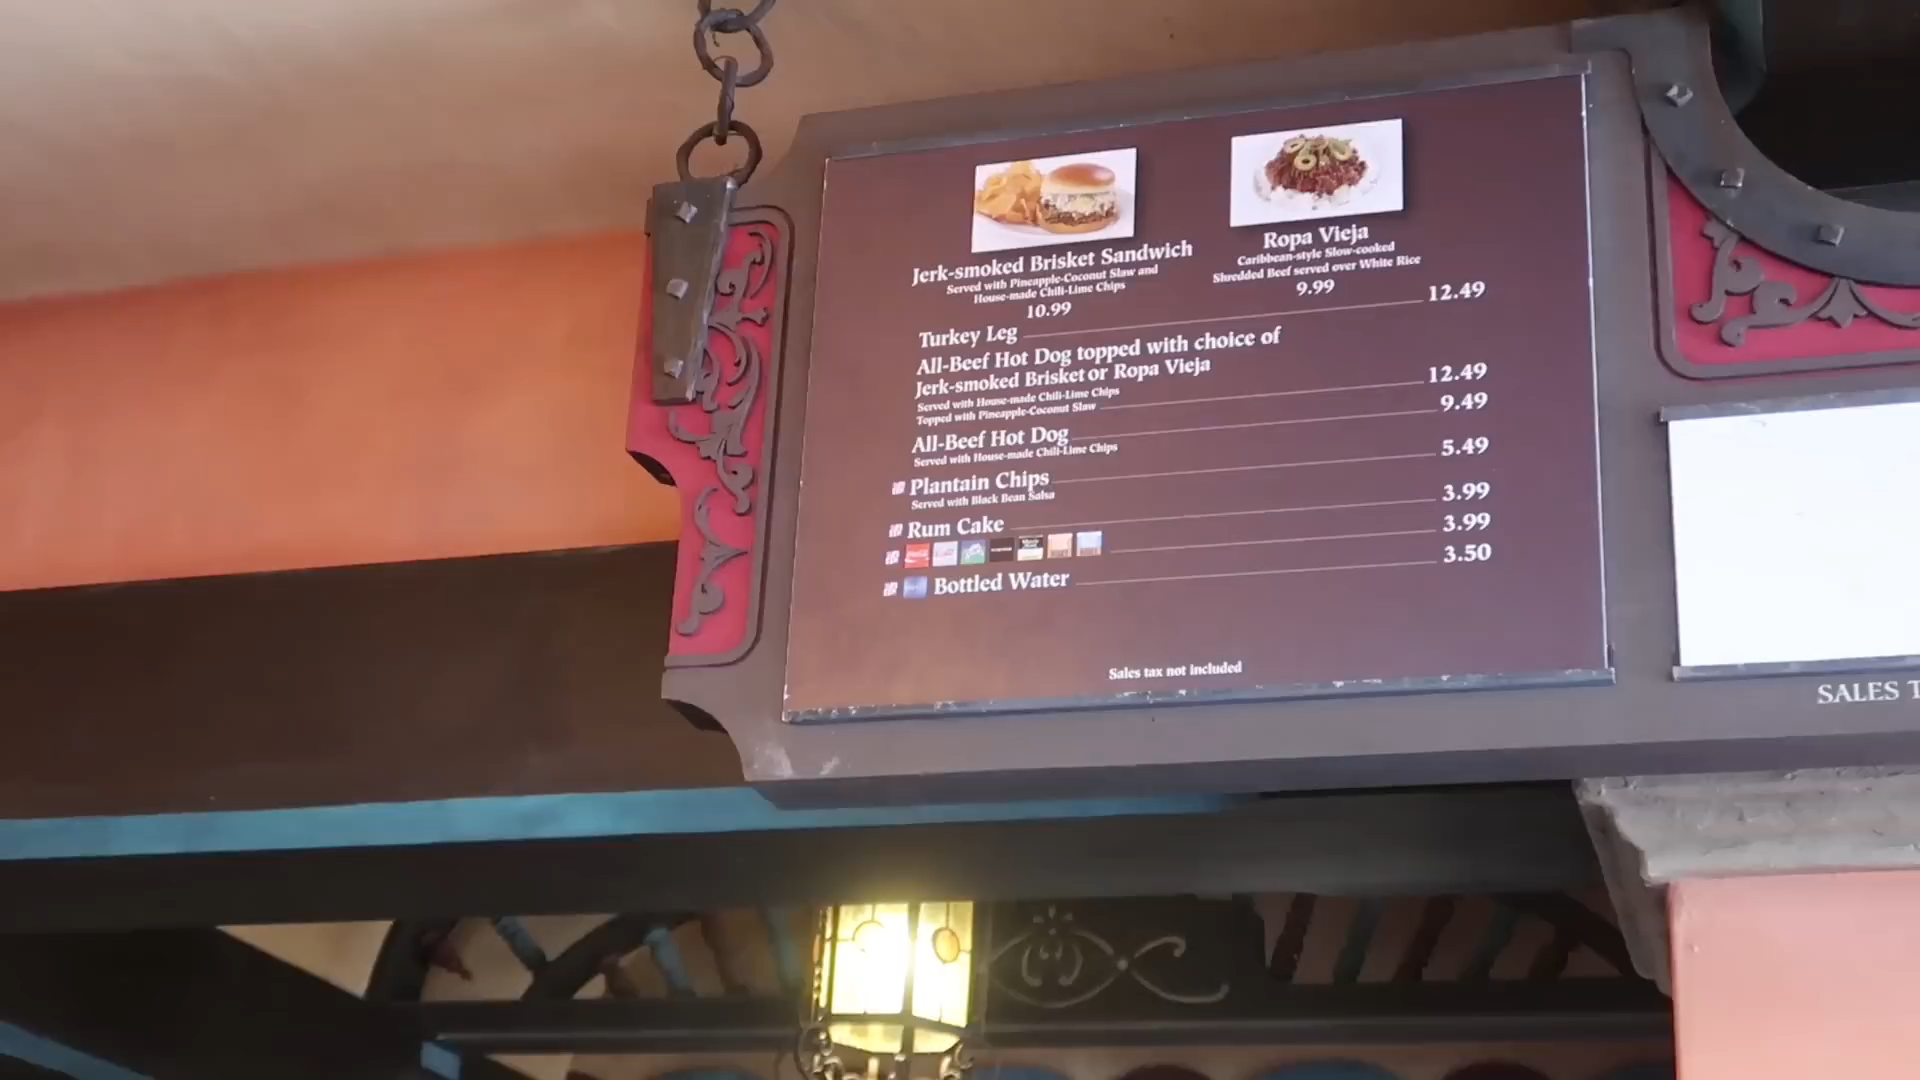 Jerk-smoked Brisket Sandwich
Served with Pineapple-Coconut Slaw and
House-made Chili-Lime Chips
10.99
Ropa Vieja
Caribbean-style Slow-cooked
Shredded Beef served over White Rice
9.99
Turkey Leg 12.49
All-Beef Hot Dog topped with choice of
Jerk-smoked Brisket or Ropa Vieja 12.49
Served with House-made Chili-Lime Chips
Topped with Pineapple-Coconut Slaw
All-Beef Hot Dog 9.49
Served with House-made Chili-Lime Chips
Plantain Chips 5.49
Served with Black Bean Salsa
Rum Cake 3.99
3.99
Bottled Water 3.50
Sales tax not included
SALES T